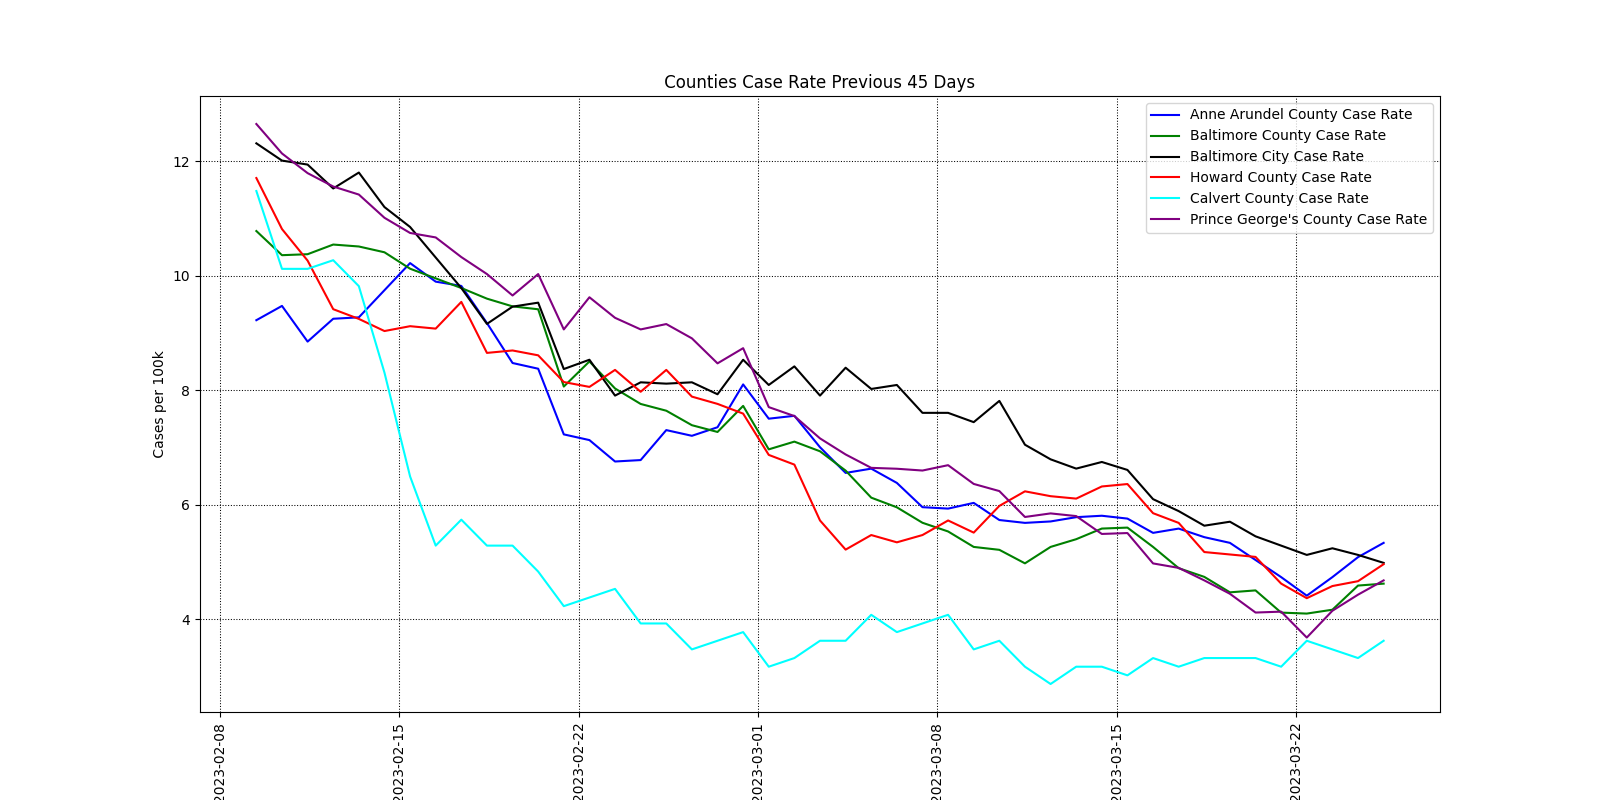 Counties Case Rate Previous 45 Days
Anne Arundel County Case Rate
Baltimore County Case Rate
Baltimore City Case Rate
Howard County Case Rate
Calvert County Case Rate
Prince George's County Case Rate
Cases per 100k
12
10
8
6
4
2023-02-08
2023-02-15
2023-02-22
2023-03-01
2023-03-08
2023-03-15
2023-03-22